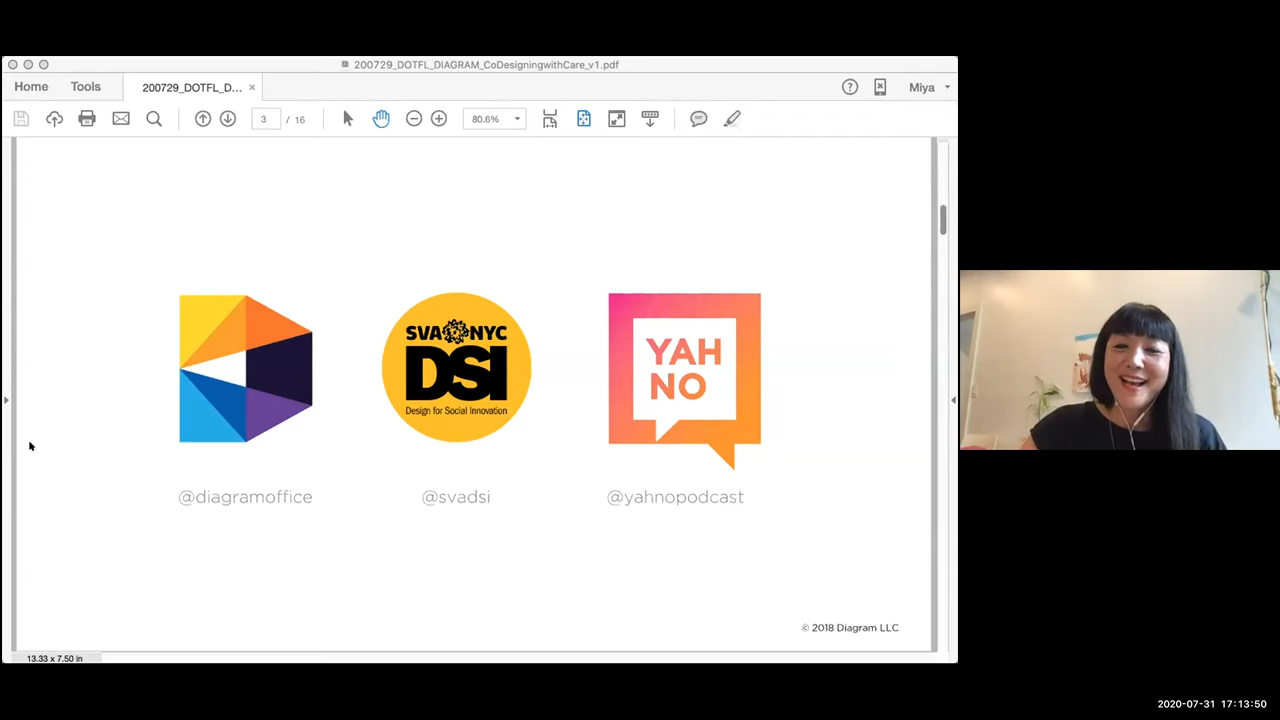 200729_DOTFL_DIAGRAM_CoDesigningwithCare_v1.pdf
Home Tools 200729_DOTFL_D... × Miya
3 / 16 80.6%
SVA NYC
DSI
Design for Social Innovation
YAH
NO
@diagramoffice @svadsi @yahnopodcast
© 2018 Diagram LLC
13.33 x 7.50 in
2020-07-31 17:13:50